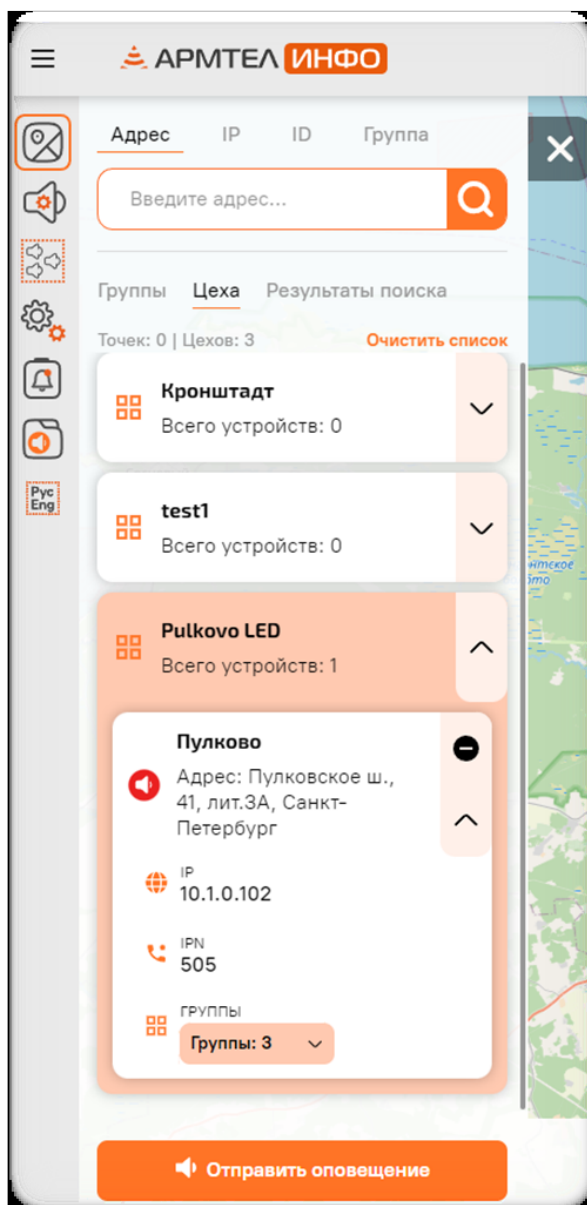 АРМТЕЛ ИНФО
Адрес IP ID Группа
Введите адрес...
Группы Цеха Результаты поиска
Точек: 0 | Цехов: 3 Очистить список
Кронштадт
Всего устройств: 0
test1
Всего устройств: 0
Рус
Eng
Pulkovo LED
Всего устройств: 1
Пулково
Адрес: Пулковское ш.,
41, лит.ЗА, Санкт-
Петербург
IP
10.1.0.102
IPN
505
ГРУППЫ
Группы: 3
Отправить оповещение